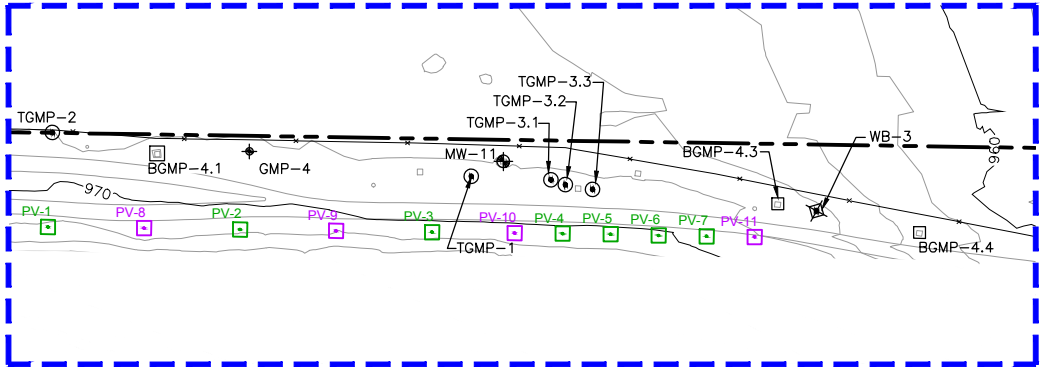 TGMP-3.3
TGMP-3.2
TGMP-2
TGMP-3.1
WB-3
MW-11
BGMP-4.3
960
BGMP-4.1
GMP-4
970
PV-1
PV-8
PV-2
PV-9
PV-3
PV-10
PV-4
PV-5
PV-6
PV-7
PV-11
TGMP-1
BGMP-4.4